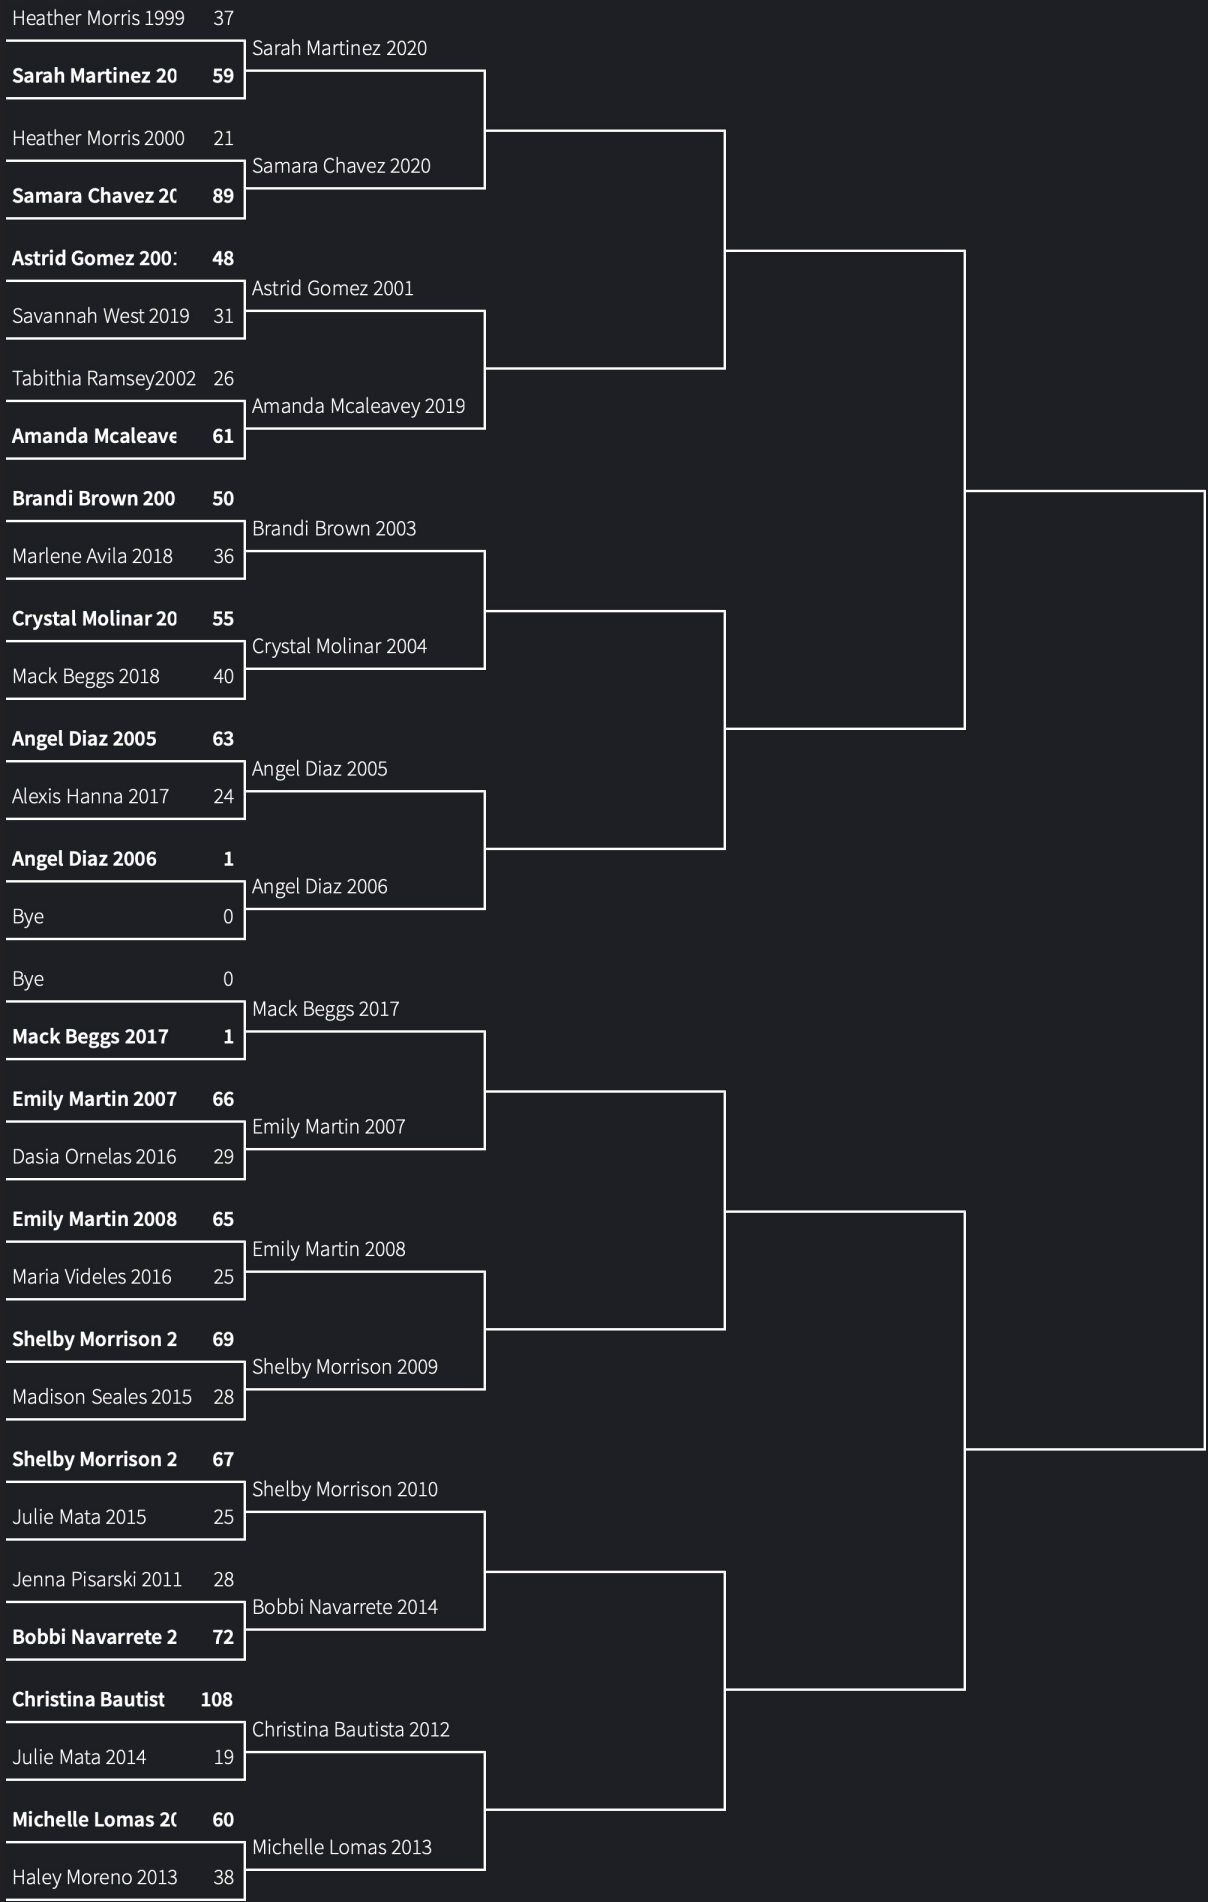 Heather Morris 1999 37
Sarah Martinez 2020
Sarah Martinez 20 59
Heather Morris 2000 21
Samara Chavez 2020
Samara Chavez 20 89
Astrid Gomez 2001 48
Astrid Gomez 2001
Savannah West 2019 31
Tabithia Ramsey2002 26
Amanda Mcaleavey 2019
Amanda Mcaleave 61
Brandi Brown 200 50
Brandi Brown 2003
Marlene Avila 2018 36
Crystal Molinar 20 55
Crystal Molinar 2004
Mack Beggs 2018 40
Angel Diaz 2005 63
Angel Diaz 2005
Alexis Hanna 2017 24
Angel Diaz 2006 1
Angel Diaz 2006
Bye 0
Bye 0
Mack Beggs 2017
Mack Beggs 2017 1
Emily Martin 2007 66
Emily Martin 2007
Dasia Ornelas 2016 29
Emily Martin 2008 65
Emily Martin 2008
Maria Videles 2016 25
Shelby Morrison 2 69
Shelby Morrison 2009
Madison Seales 2015 28
Shelby Morrison 2 67
Shelby Morrison 2010
Julie Mata 2015 25
Jenna Pisarski 2011 28
Bobbi Navarrete 2014
Bobbi Navarrete 2 72
Christina Bautist 108
Christina Bautista 2012
Julie Mata 2014 19
Michelle Lomas 20 60
Michelle Lomas 2013
Haley Moreno 2013 38